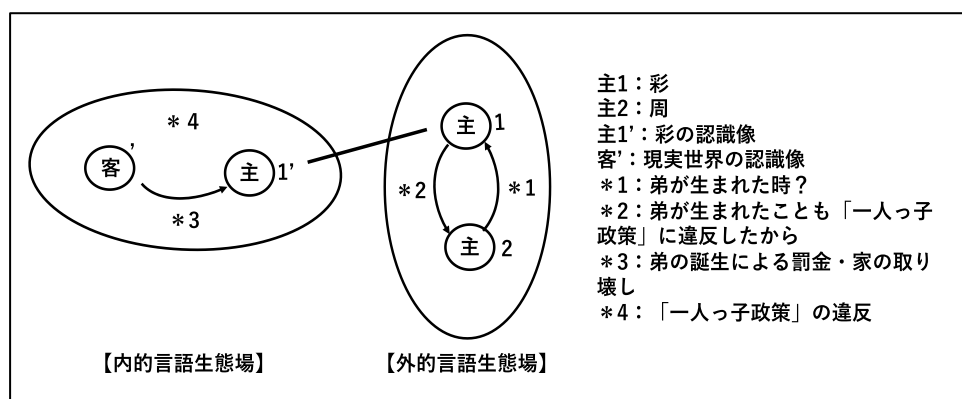 ＊4
客’
主1’
＊3
主1
＊2
＊1
主2
【内的言語生態場】
【外的言語生態場】
主1：彩
主2：周
主1’：彩の認識像
客’：現実世界の認識像
＊1：弟が生まれた時？
＊2：弟が生まれたことも「一人っ子
政策」に違反したから
＊3：弟の誕生による罰金・家の取り
壊し
＊4：「一人っ子政策」の違反